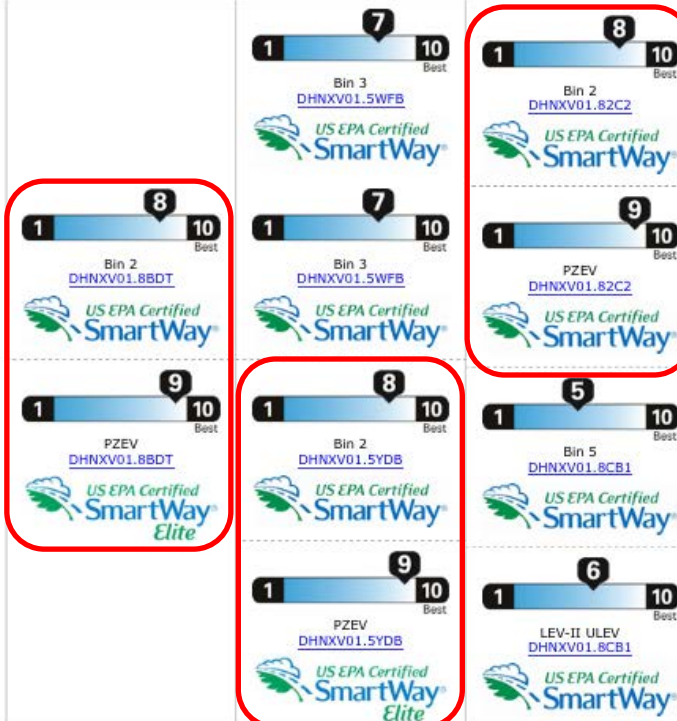 8
1 10
Best
Bin 2
DHNXV01.8BDT
US EPA Certified
SmartWay®
9
1 10
Best
PZEV
DHNXV01.8BDT
US EPA Certified
SmartWay®
Elite
7
1 10
Best
Bin 3
DHNXV01.5WFB
US EPA Certified
SmartWay®
7
1 10
Best
Bin 3
DHNXV01.5WFB
US EPA Certified
SmartWay®
8
1 10
Best
Bin 2
DHNXV01.5YDB
US EPA Certified
SmartWay®
9
1 10
Best
PZEV
DHNXV01.5YDB
US EPA Certified
SmartWay®
Elite
8
1 10
Best
Bin 2
DHNXV01.82C2
US EPA Certified
SmartWay®
9
1 10
Best
PZEV
DHNXV01.82C2
US EPA Certified
SmartWay®
5
1 10
Best
Bin 5
DHNXV01.8CB1
US EPA Certified
SmartWay®
6
1 10
Best
LEV-II ULEV
DHNXV01.8CB1
US EPA Certified
SmartWay®